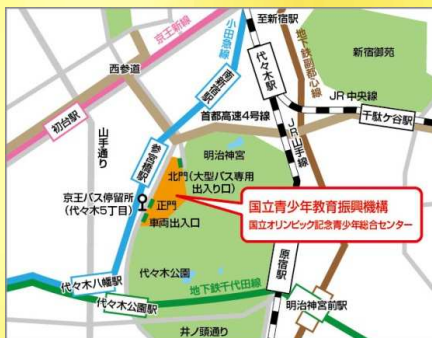 至新宿駅
京王新線
小田急線
地下鉄副都心線
新宿御苑
代々木駅
西参道
南新宿駅
JR中央線
初台駅
山手通り
首都高速4号線
千駄ケ谷駅
参宮橋駅
JR山手線
明治神宮
北門(大型バス専用
出入り口)
京王バス停留所
(代々木5丁目)
正門
車両出入口
国立青少年教育振興機構
国立オリンピック記念青少年総合センター
原宿駅
代々木八幡駅
代々木公園
地下鉄千代田線
代々木公園駅
明治神宮前駅
井ノ頭通り